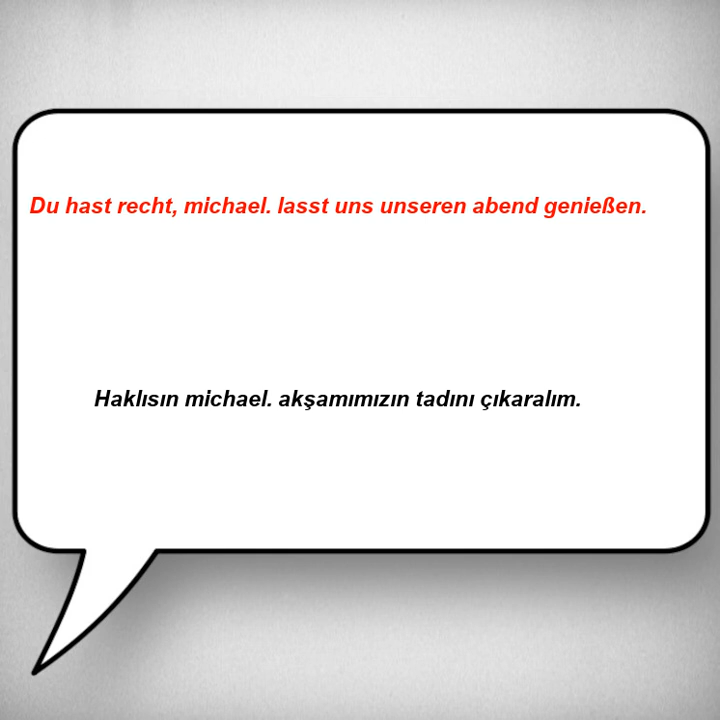 Du hast recht, michael. lasst uns unseren abend genießen.
Haklısın michael. akşamımızın tadını çıkaralım.